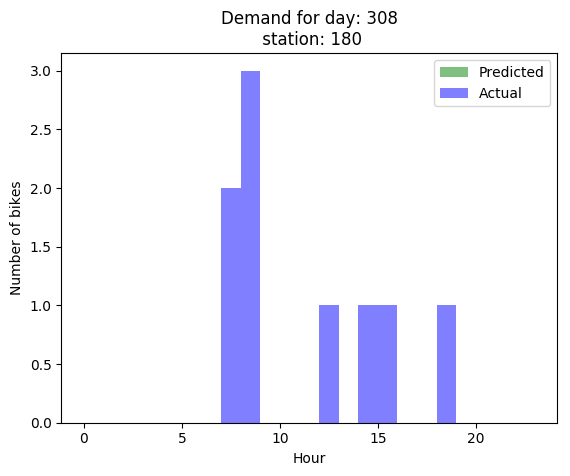 Demand for day: 308
station: 180
Predicted
Actual
3.0
2.5
2.0
1.5
1.0
0.5
0.0
Number of bikes
0 5 10 15 20
Hour